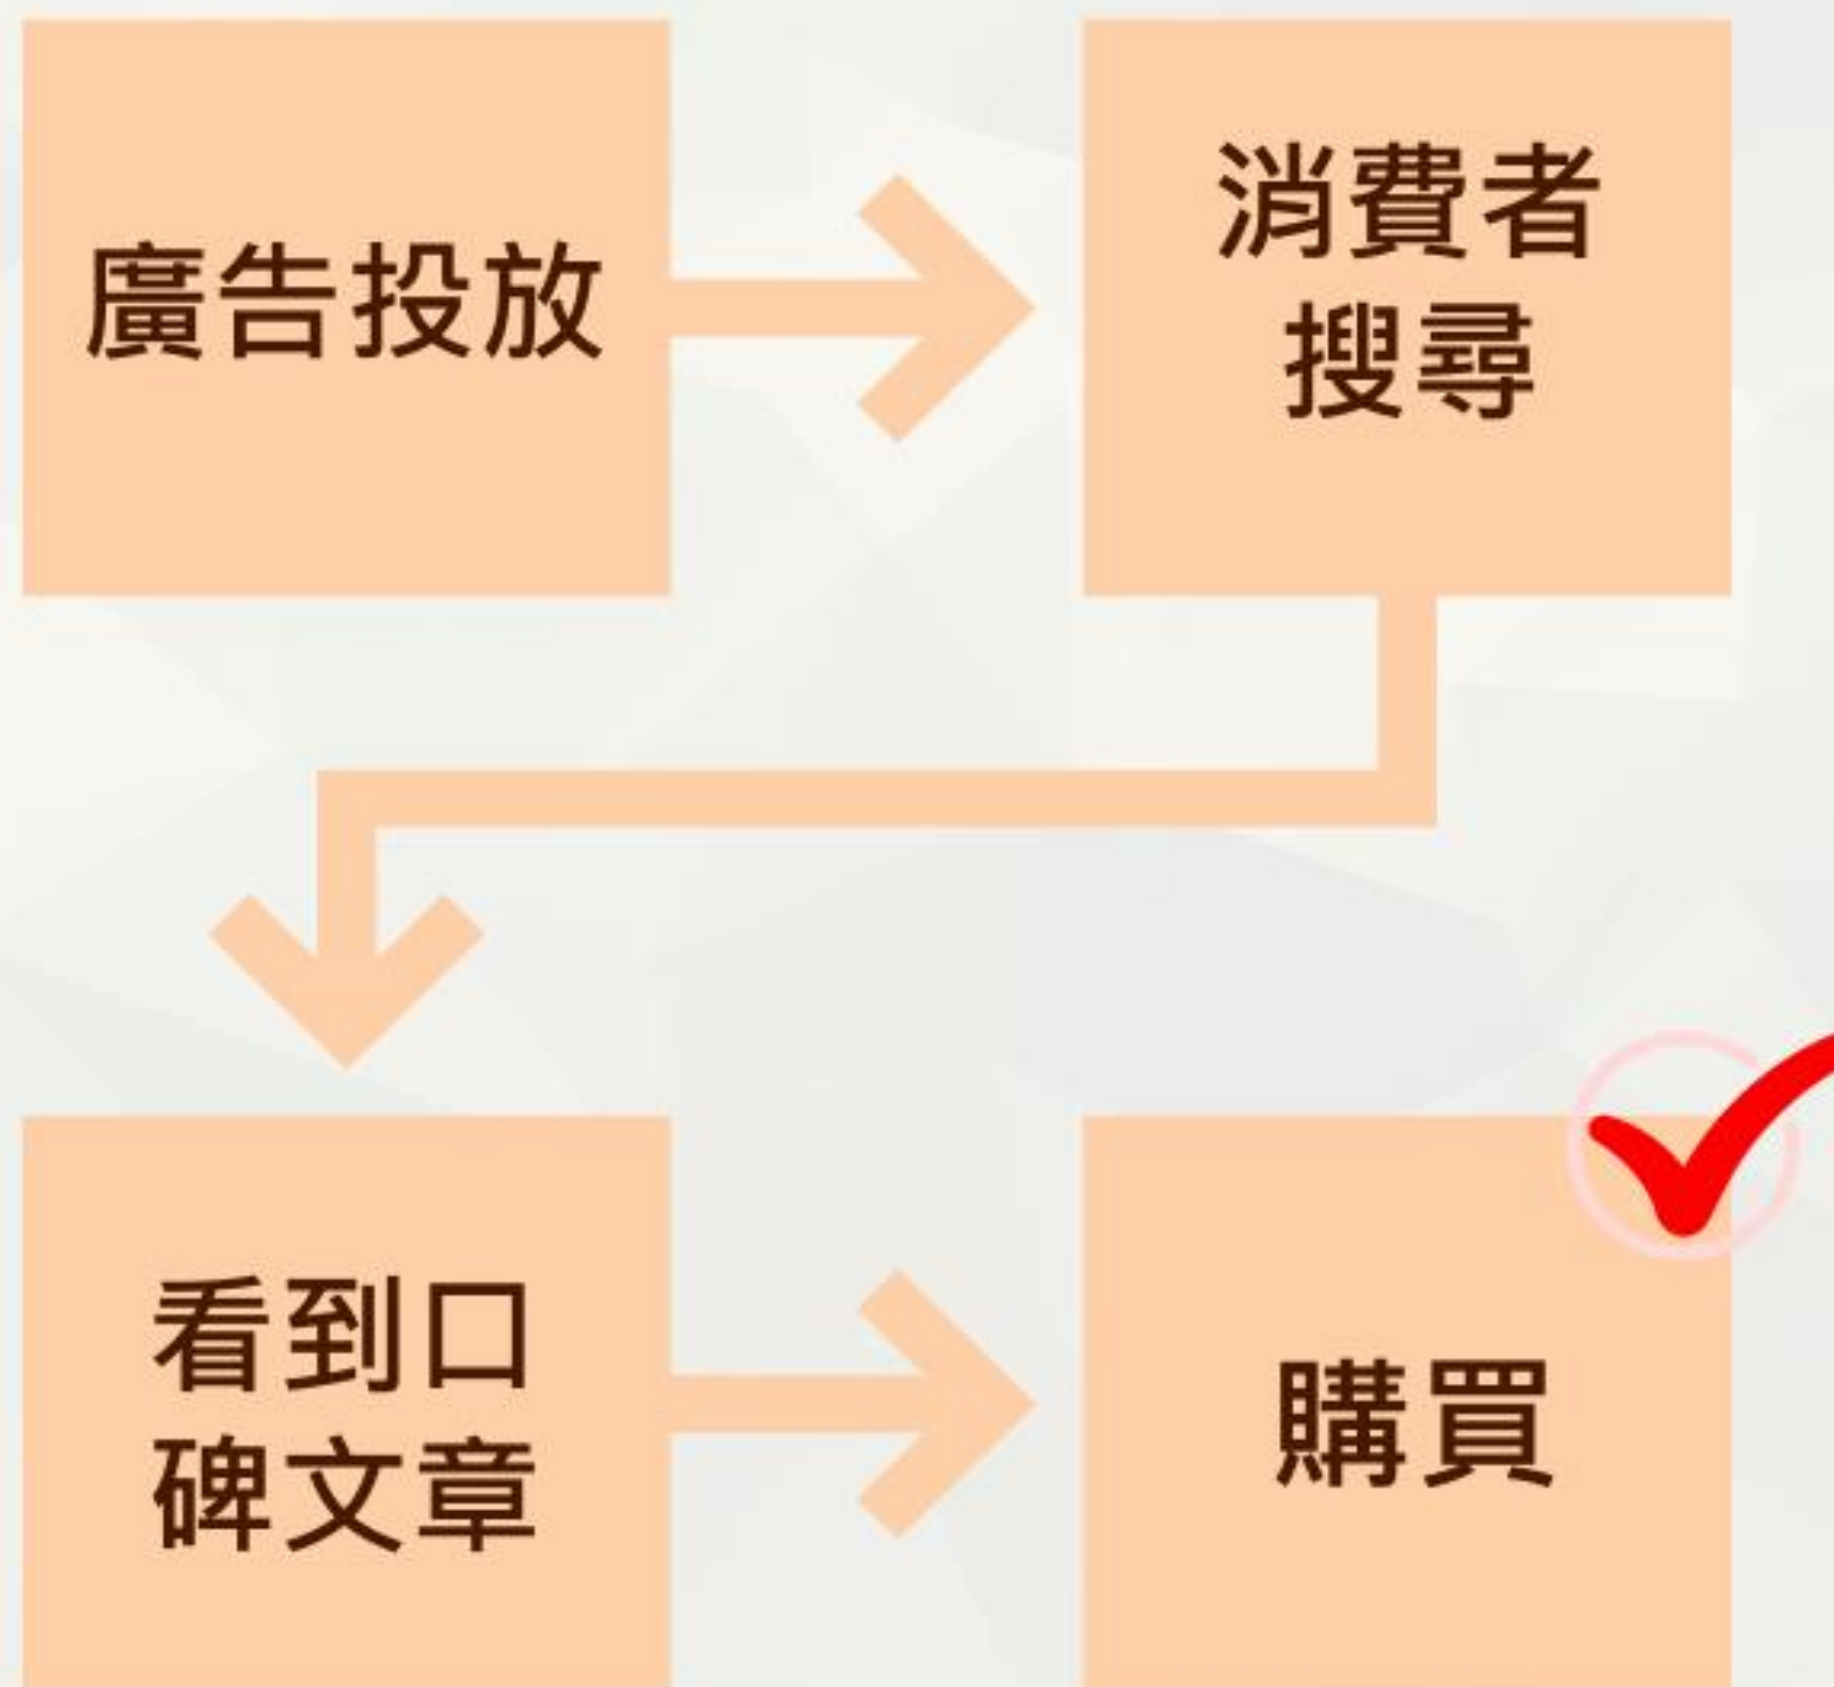 廣告投放
消費者
搜尋
看到口
碑文章
購買